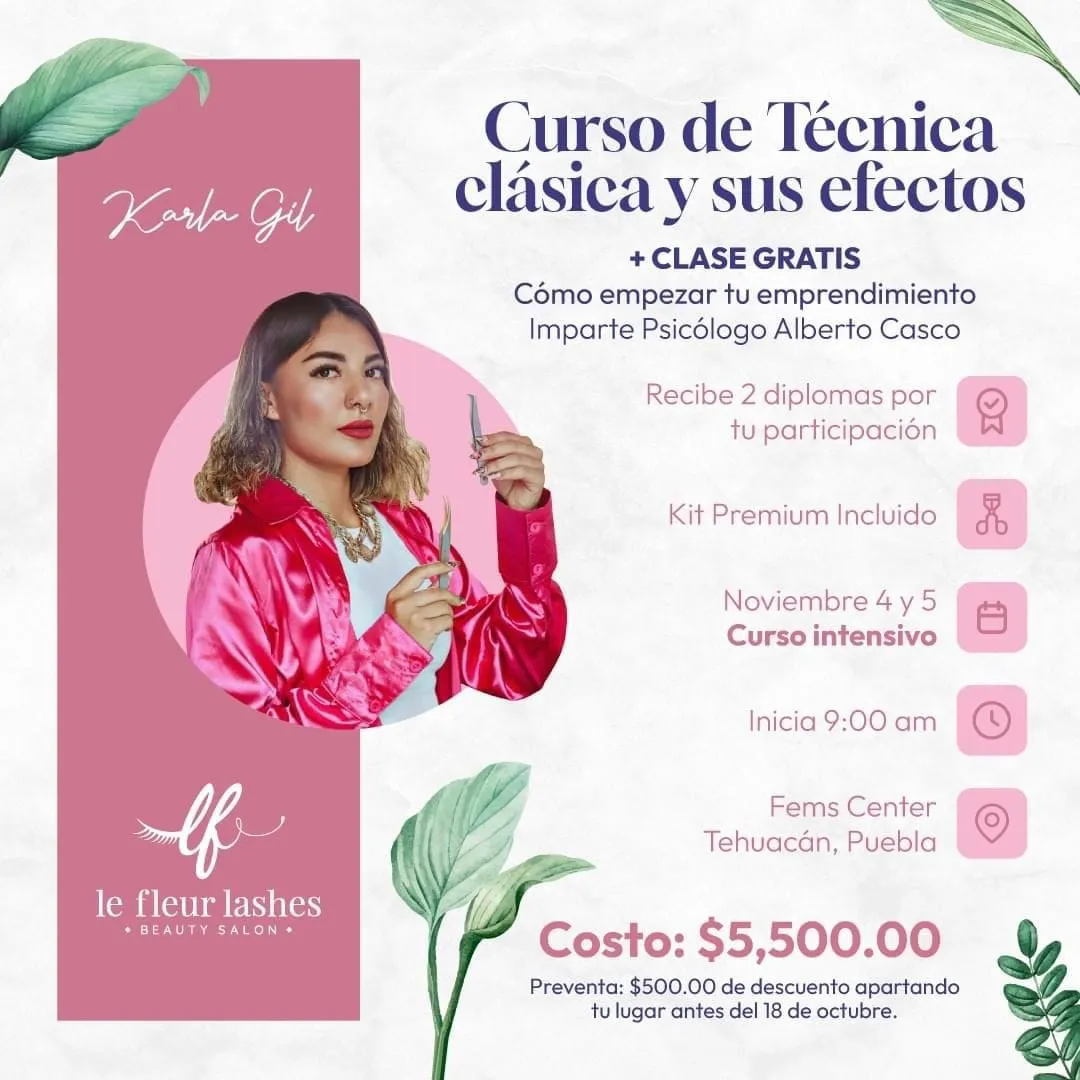 Karla Gil
Curso de Técnica
clásica y sus efectos
+ CLASE GRATIS
Cómo empezar tu emprendimiento
Imparte Psicólogo Alberto Casco
Recibe 2 diplomas por
tu participación
Kit Premium Incluido
Noviembre 4 y 5
Curso intensivo
Inicia 9:00 am
Fems Center
Tehuacán, Puebla
lf
le fleur lashes
• BEAUTY SALON •
Costo: $5,500.00
Preventa: $500.00 de descuento apartando
tu lugar antes del 18 de octubre.